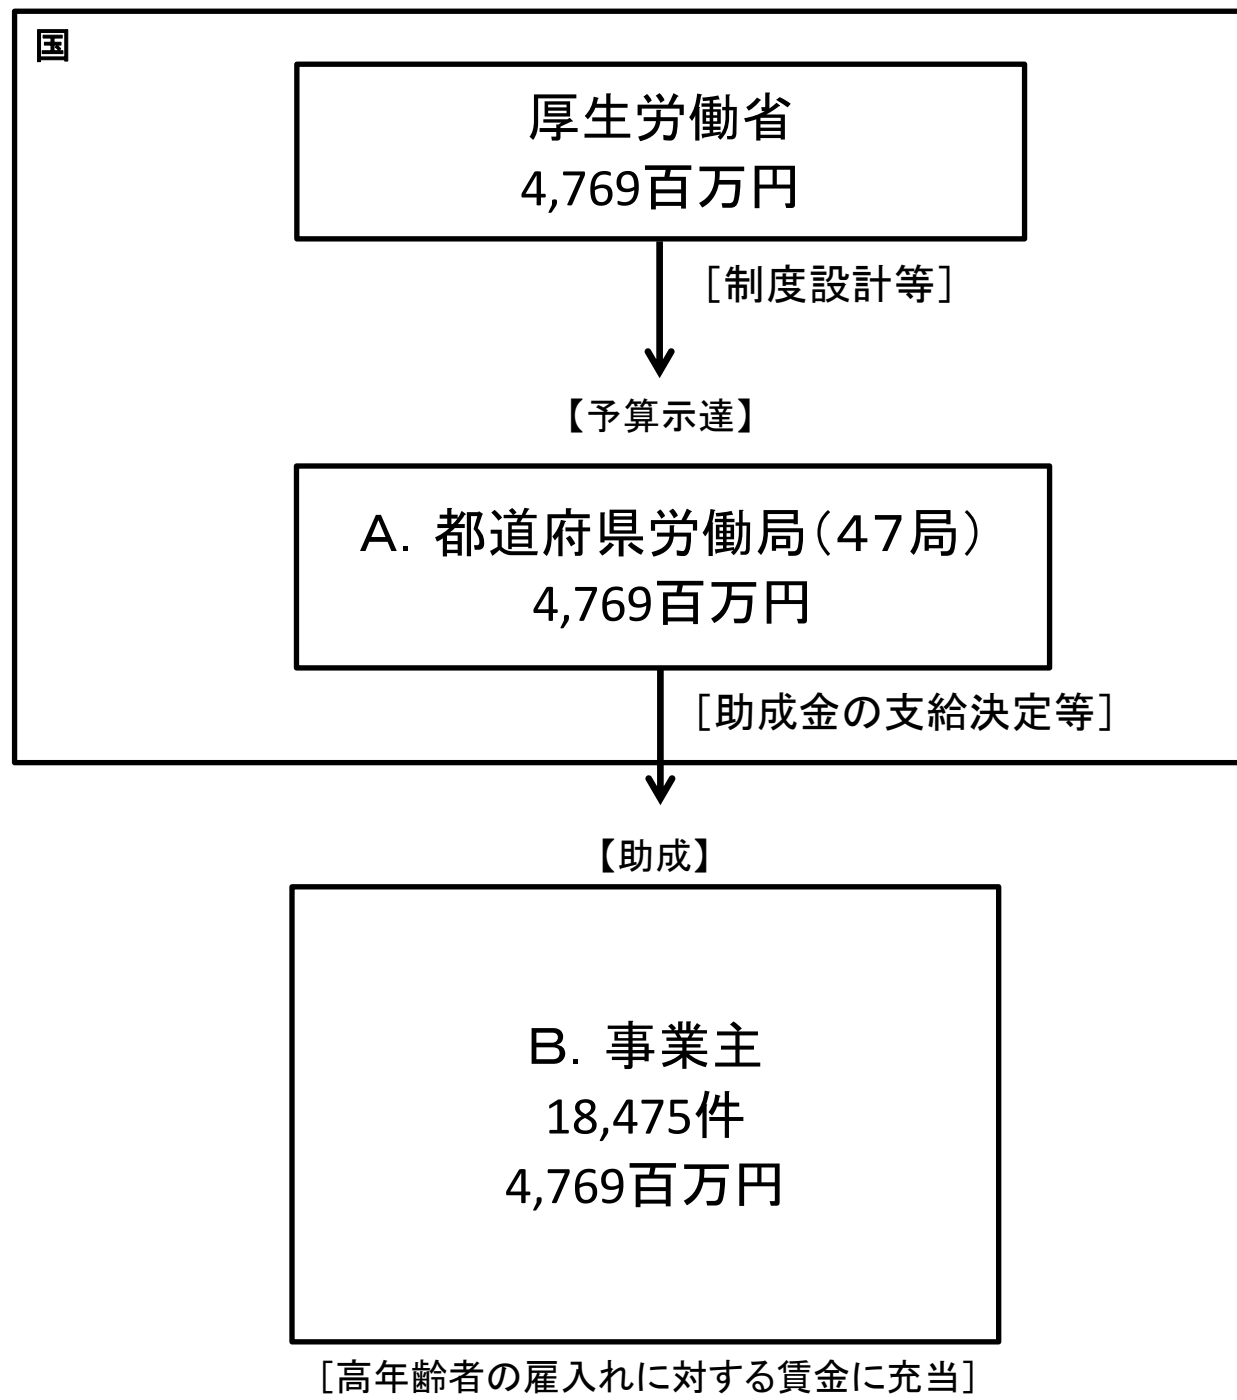 国
厚生労働省
4,769百万円
［制度設計等］
【予算示達】
Ａ．都道府県労働局（４７局）
4,769百万円
［助成金の支給決定等］
【助成】
Ｂ．事業主
18,475件
4,769百万円
［高年齢者の雇入れに対する賃金に充当］